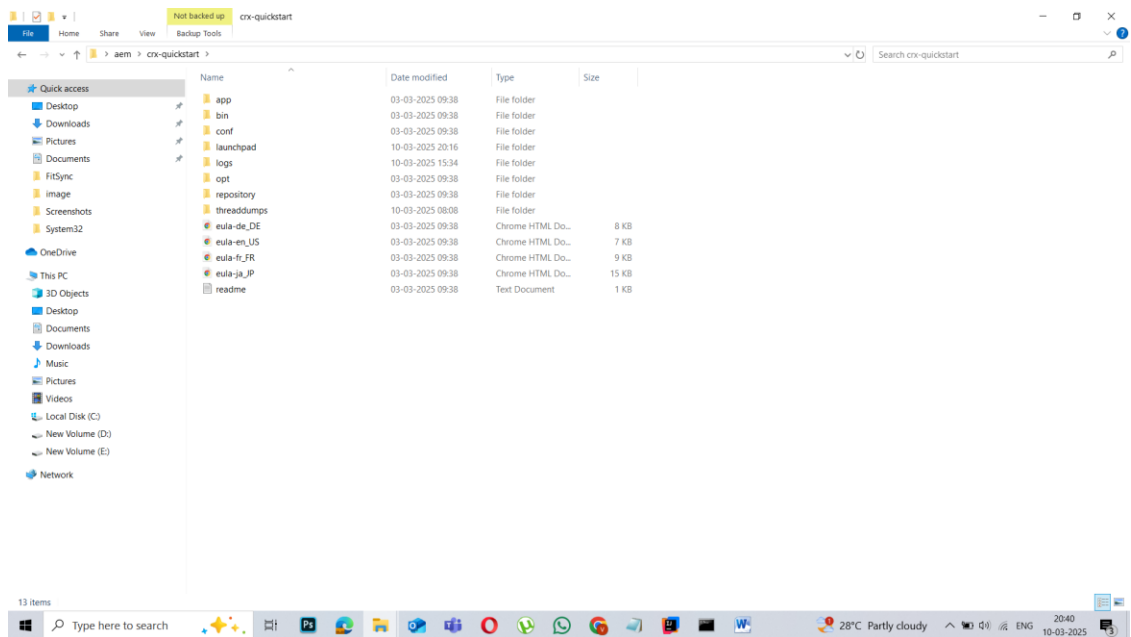 Not backed up crx-quickstart
File Home Share View Backup Tools
> aem > crx-quickstart > Search crx-quickstart
Name Date modified Type Size
Quick access
Desktop
Downloads
Pictures
Documents
FitSync
image
Screenshots
System32
OneDrive
This PC
3D Objects
Desktop
Documents
Downloads
Music
Pictures
Videos
Local Disk (C:)
New Volume (D:)
New Volume (E:)
Network
app 03-03-2025 09:38 File folder
bin 03-03-2025 09:38 File folder
conf 03-03-2025 09:38 File folder
launchpad 10-03-2025 20:16 File folder
logs 10-03-2025 15:34 File folder
opt 03-03-2025 09:38 File folder
repository 03-03-2025 09:38 File folder
threaddumps 10-03-2025 08:08 File folder
eula-de_DE 03-03-2025 09:38 Chrome HTML Do... 8 KB
eula-en_US 03-03-2025 09:38 Chrome HTML Do... 7 KB
eula-fr_FR 03-03-2025 09:38 Chrome HTML Do... 9 KB
eula-ja_JP 03-03-2025 09:38 Chrome HTML Do... 15 KB
readme 03-03-2025 09:38 Text Document 1 KB
13 items
Type here to search Ps W 28°C Partly cloudy ENG 20:40
10-03-2025 3